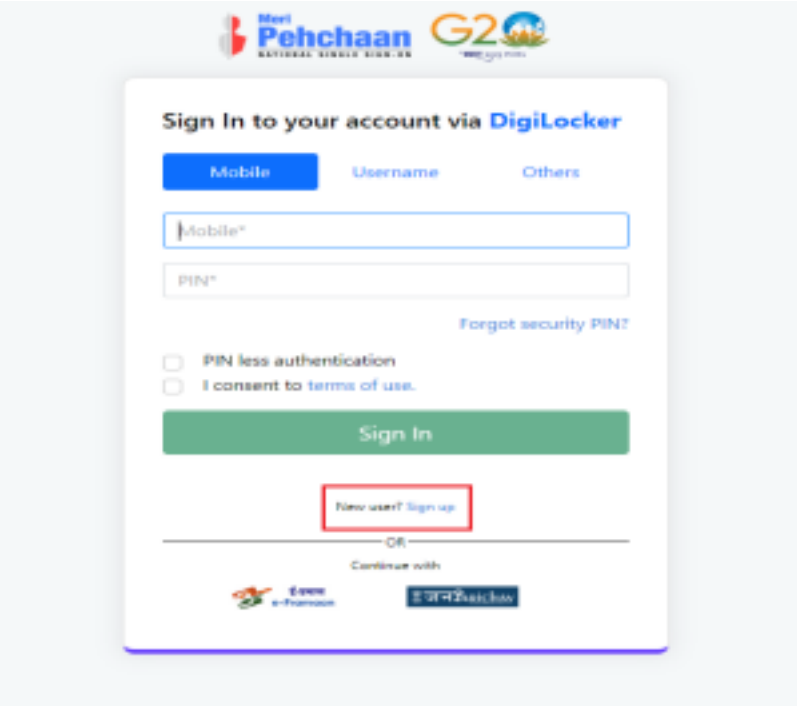 Meri
Pehchaan
NATIONAL SINGLE SIGN-ON
G20
Sign In to your account via DigiLocker
Mobile
Username
Others
Mobile*
PIN*
Forgot security PIN?
PIN less authentication
I consent to terms of use.
Sign In
New user? Sign up
OR
Continue with
ई-प्रमाण
e-Pramaan